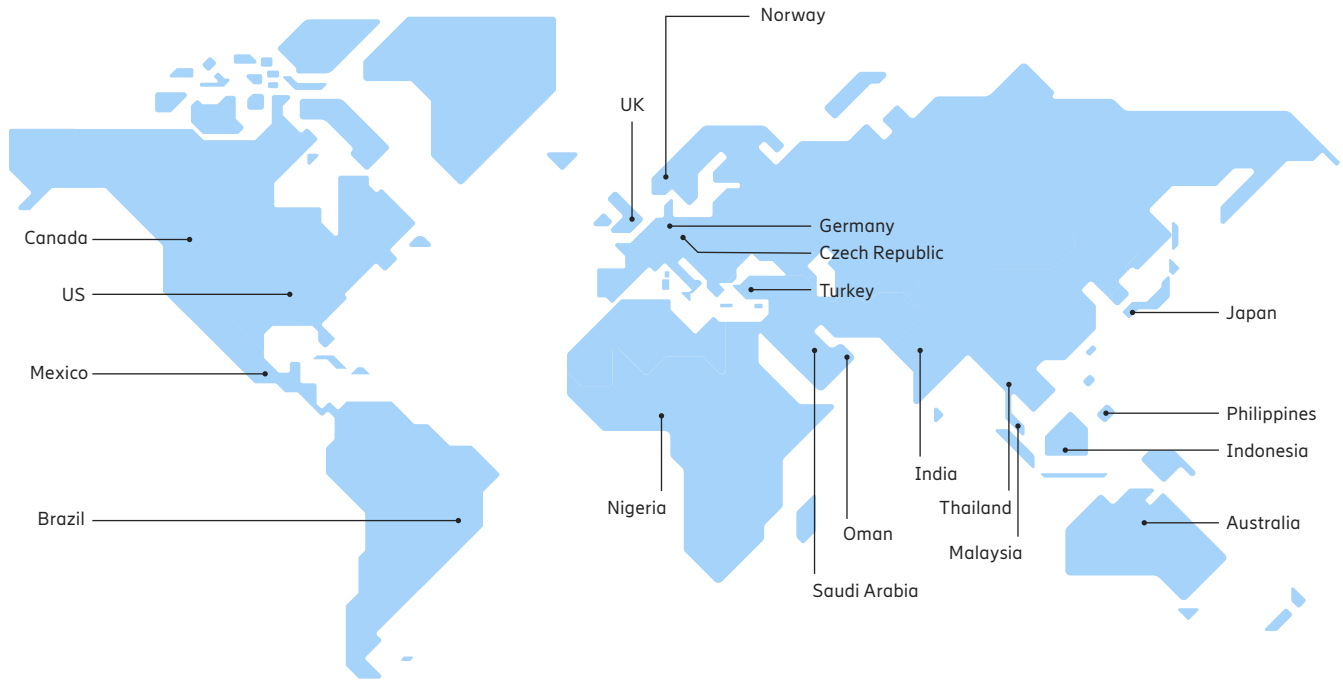 Norway
UK
Germany
Canada
Czech Republic
Turkey
US
Japan
Mexico
Philippines
Indonesia
India
Nigeria
Thailand
Brazil
Australia
Oman
Malaysia
Saudi Arabia